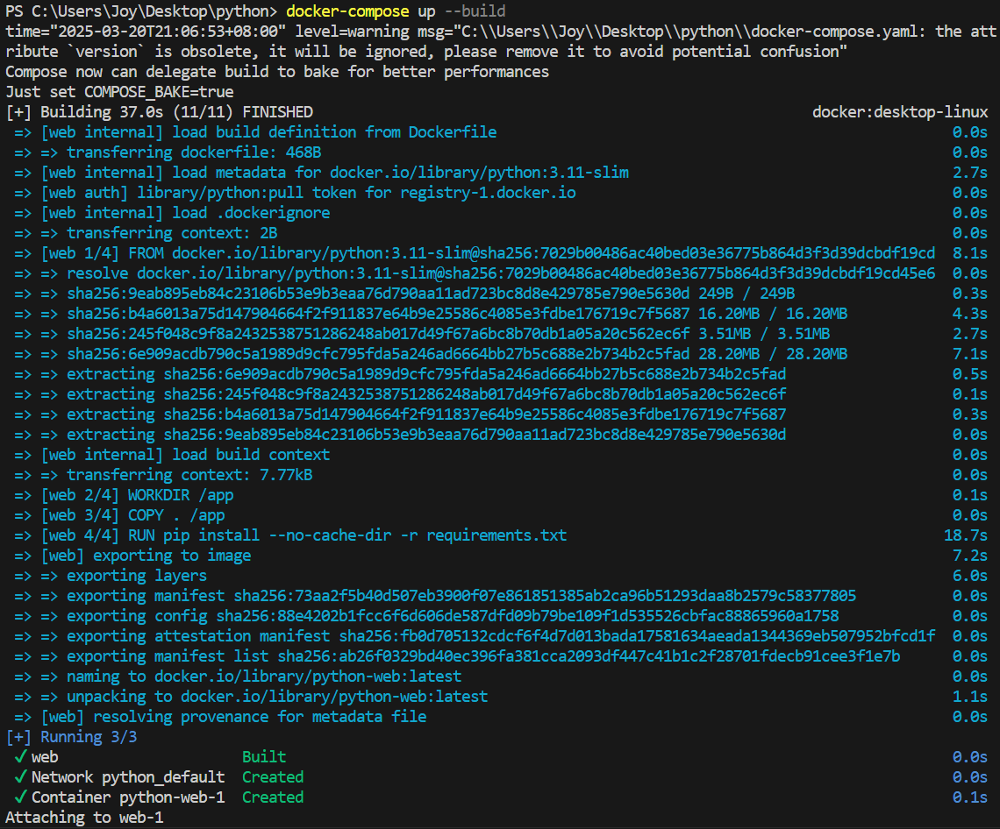 PS C:\Users\Joy\Desktop\python> docker-compose up --build
time="2025-03-20T21:06:53+08:00" level=warning msg="C:\\Users\\Joy\\Desktop\\python\\docker-compose.yaml: the att
ribute `version` is obsolete, it will be ignored, please remove it to avoid potential confusion"
Compose now can delegate build to bake for better performances
Just set COMPOSE_BAKE=true
[+] Building 37.0s (11/11) FINISHED docker:desktop-linux
=> [web internal] load build definition from Dockerfile 0.0s
=> => transferring dockerfile: 468B 0.0s
=> [web internal] load metadata for docker.io/library/python:3.11-slim 2.7s
=> [web auth] library/python:pull token for registry-1.docker.io 0.0s
=> [web internal] load .dockerignore 0.0s
=> => transferring context: 2B 0.0s
=> [web 1/4] FROM docker.io/library/python:3.11-slim@sha256:7029b00486ac40bed03e36775b864d3f3d39dcbdf19cd 8.1s
=> => resolve docker.io/library/python:3.11-slim@sha256:7029b00486ac40bed03e36775b864d3f3d39dcbdf19cd45e6 0.0s
=> => sha256:9eab895eb84c23106b53e9b3eaa76d790aa11ad723bc8d8e429785e790e5630d 249B / 249B 0.3s
=> => sha256:b4a6013a75d147904664f2f911837e64b9e25586c4085e3fdbe176719c7f5687 16.20MB / 16.20MB 4.3s
=> => sha256:245f048c9f8a2432538751286248ab017d49f67a6bc8b70db1a05a20c562ec6f 3.51MB / 3.51MB 2.7s
=> => sha256:6e909acdb790c5a1989d9cfc795fda5a246ad6664bb27b5c688e2b734b2c5fad 28.20MB / 28.20MB 7.1s
=> => extracting sha256:6e909acdb790c5a1989d9cfc795fda5a246ad6664bb27b5c688e2b734b2c5fad 0.5s
=> => extracting sha256:245f048c9f8a2432538751286248ab017d49f67a6bc8b70db1a05a20c562ec6f 0.1s
=> => extracting sha256:b4a6013a75d147904664f2f911837e64b9e25586c4085e3fdbe176719c7f5687 0.3s
=> => extracting sha256:9eab895eb84c23106b53e9b3eaa76d790aa11ad723bc8d8e429785e790e5630d 0.0s
=> [web internal] load build context 0.0s
=> => transferring context: 7.77kB 0.0s
=> [web 2/4] WORKDIR /app 0.1s
=> [web 3/4] COPY . /app 0.0s
=> [web 4/4] RUN pip install --no-cache-dir -r requirements.txt 18.7s
=> [web] exporting to image 7.2s
=> => exporting layers 6.0s
=> => exporting manifest sha256:73aa2f5b40d507eb3900f07e861851385ab2ca96b51293daa8b2579c58377805 0.0s
=> => exporting config sha256:88e4202b1fcc6f6d606de587dfd09b79be109f1d535526cbfac88865960a1758 0.0s
=> => exporting attestation manifest sha256:fb0d705132cdcf6f4d7d013bada17581634aeada1344369eb507952bfcd1f 0.0s
=> => exporting manifest list sha256:ab26f0329bd40ec396fa381cca2093df447c41b1c2f28701fdecb91cee3f1e7b 0.0s
=> => naming to docker.io/library/python-web:latest 0.0s
=> => unpacking to docker.io/library/python-web:latest 1.1s
=> [web] resolving provenance for metadata file 0.0s
[+] Running 3/3
✓ web Built 0.0s
✓ Network python_default Created 0.0s
✓ Container python-web-1 Created 0.1s
Attaching to web-1